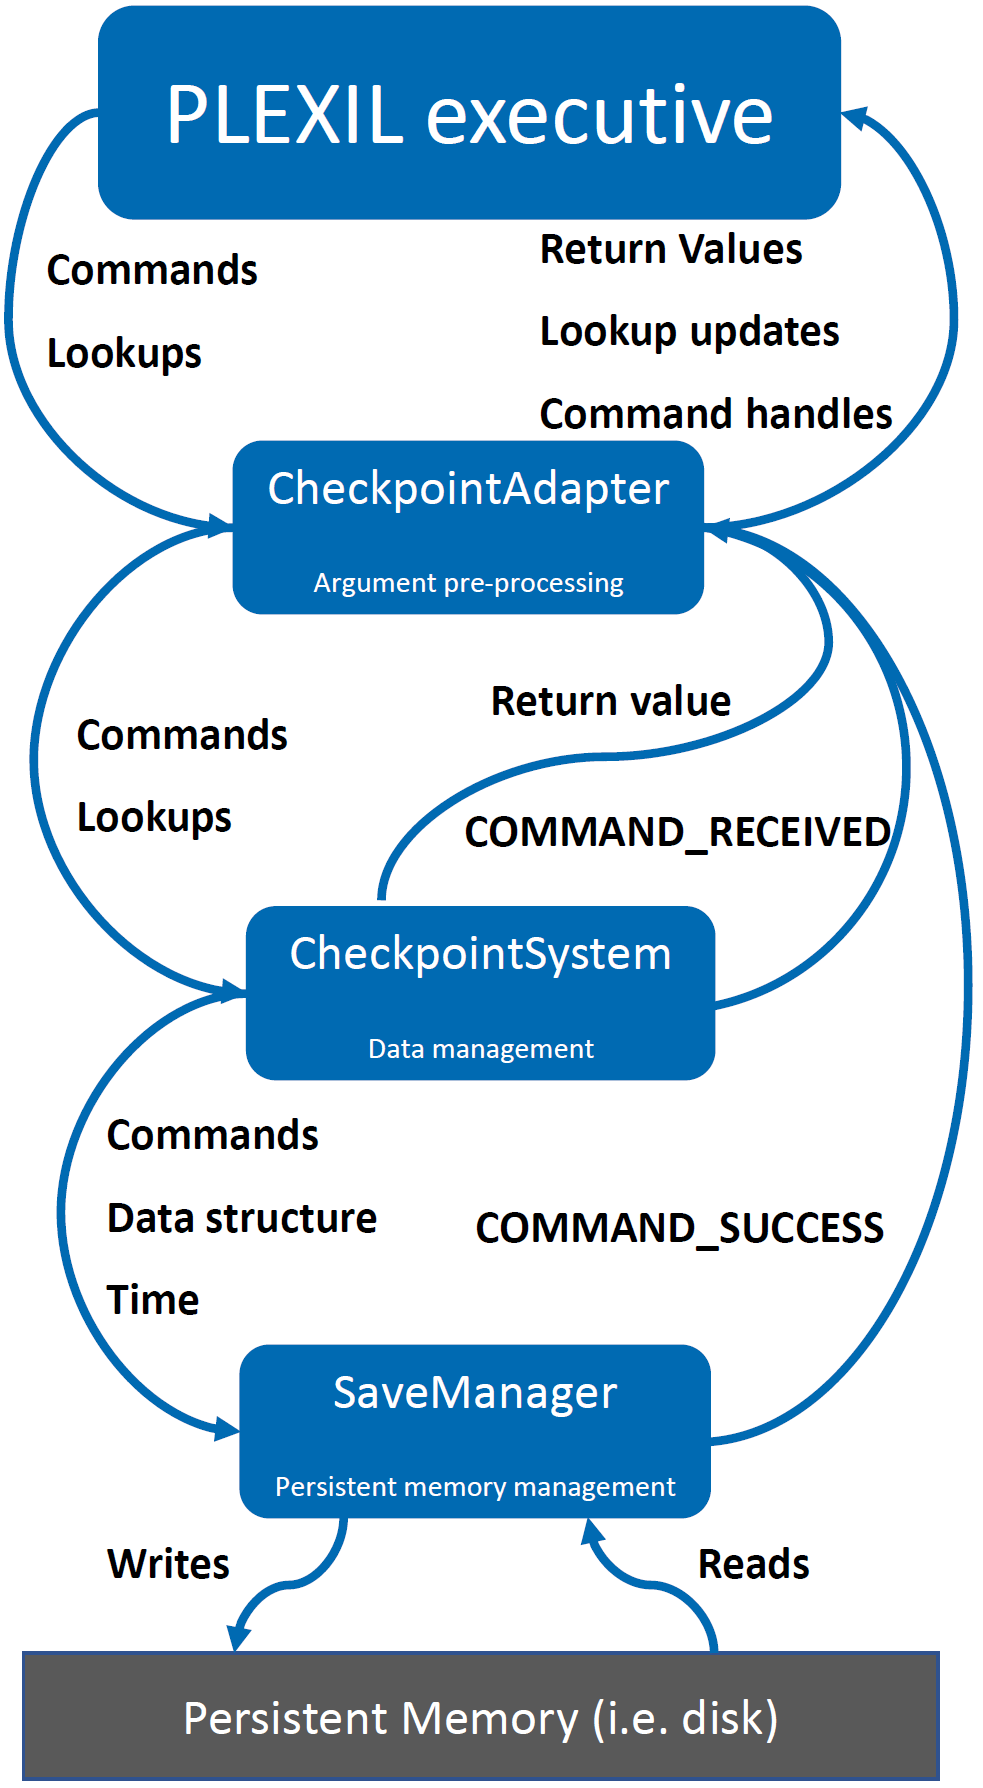 PLEXIL executive
Commands
Lookups
Return Values
Lookup updates
Command handles
CheckpointAdapter
Argument pre-processing
Commands
Lookups
Return value
COMMAND_RECEIVED
CheckpointSystem
Data management
Commands
Data structure
Time
COMMAND_SUCCESS
SaveManager
Persistent memory management
Writes
Reads
Persistent Memory (i.e. disk)